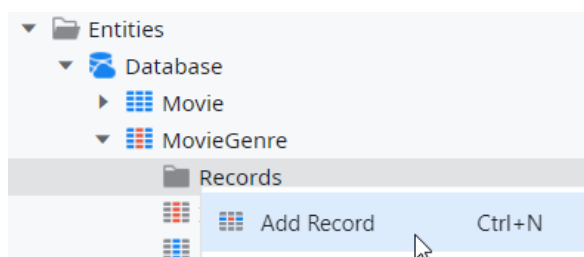 Entities
Database
Movie
MovieGenre
Records
Add Record Ctrl+N